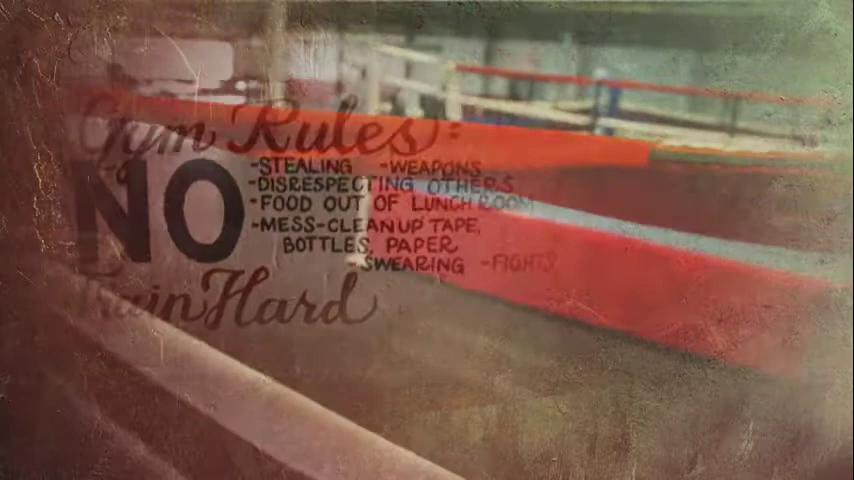 Gym Rules:
NO
-STEALING -WEAPONS
-DISRESPECTING OTHERS
-FOOD OUT OF LUNCH ROOM
-MESS-CLEAN UP TAPE,
BOTTLES, PAPER
-SWEARING -FIGHTS
Train Hard